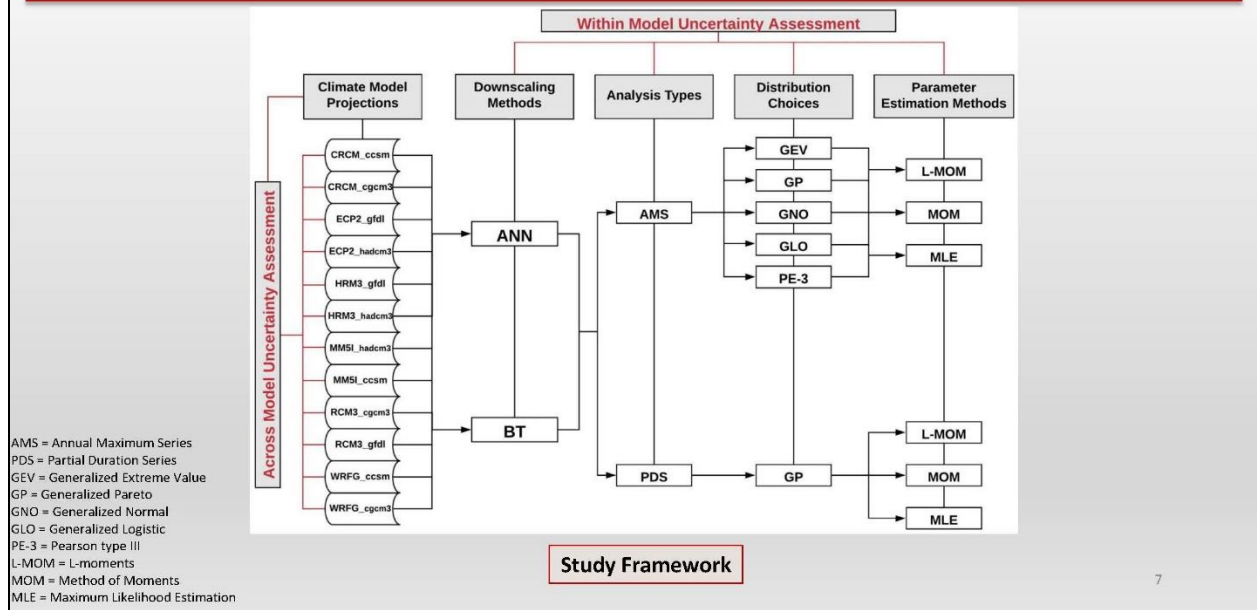 Within Model Uncertainty Assessment
Climate Model
Projections
Downscaling
Methods
Analysis Types
Distribution
Choices
Parameter
Estimation Methods
Across Model Uncertainty Assessment
CRCM_ccsm
CRCM_cgcm3
ECP2_gfdl
ECP2_hadcm3
HRM3_gfdl
HRM3_hadcm3
MM5I_hadcm3
MM5I_ccsm
RCM3_cgcm3
RCM3_gfdl
WRFG_ccsm
WRFG_cgcm3
ANN
BT
AMS
PDS
GEV
GP
GNO
GLO
PE-3
GP
L-MOM
MOM
MLE
L-MOM
MOM
MLE
AMS = Annual Maximum Series
PDS = Partial Duration Series
GEV = Generalized Extreme Value
GP = Generalized Pareto
GNO = Generalized Normal
GLO = Generalized Logistic
PE-3 = Pearson type III
L-MOM = L-moments
MOM = Method of Moments
MLE = Maximum Likelihood Estimation
Study Framework
7